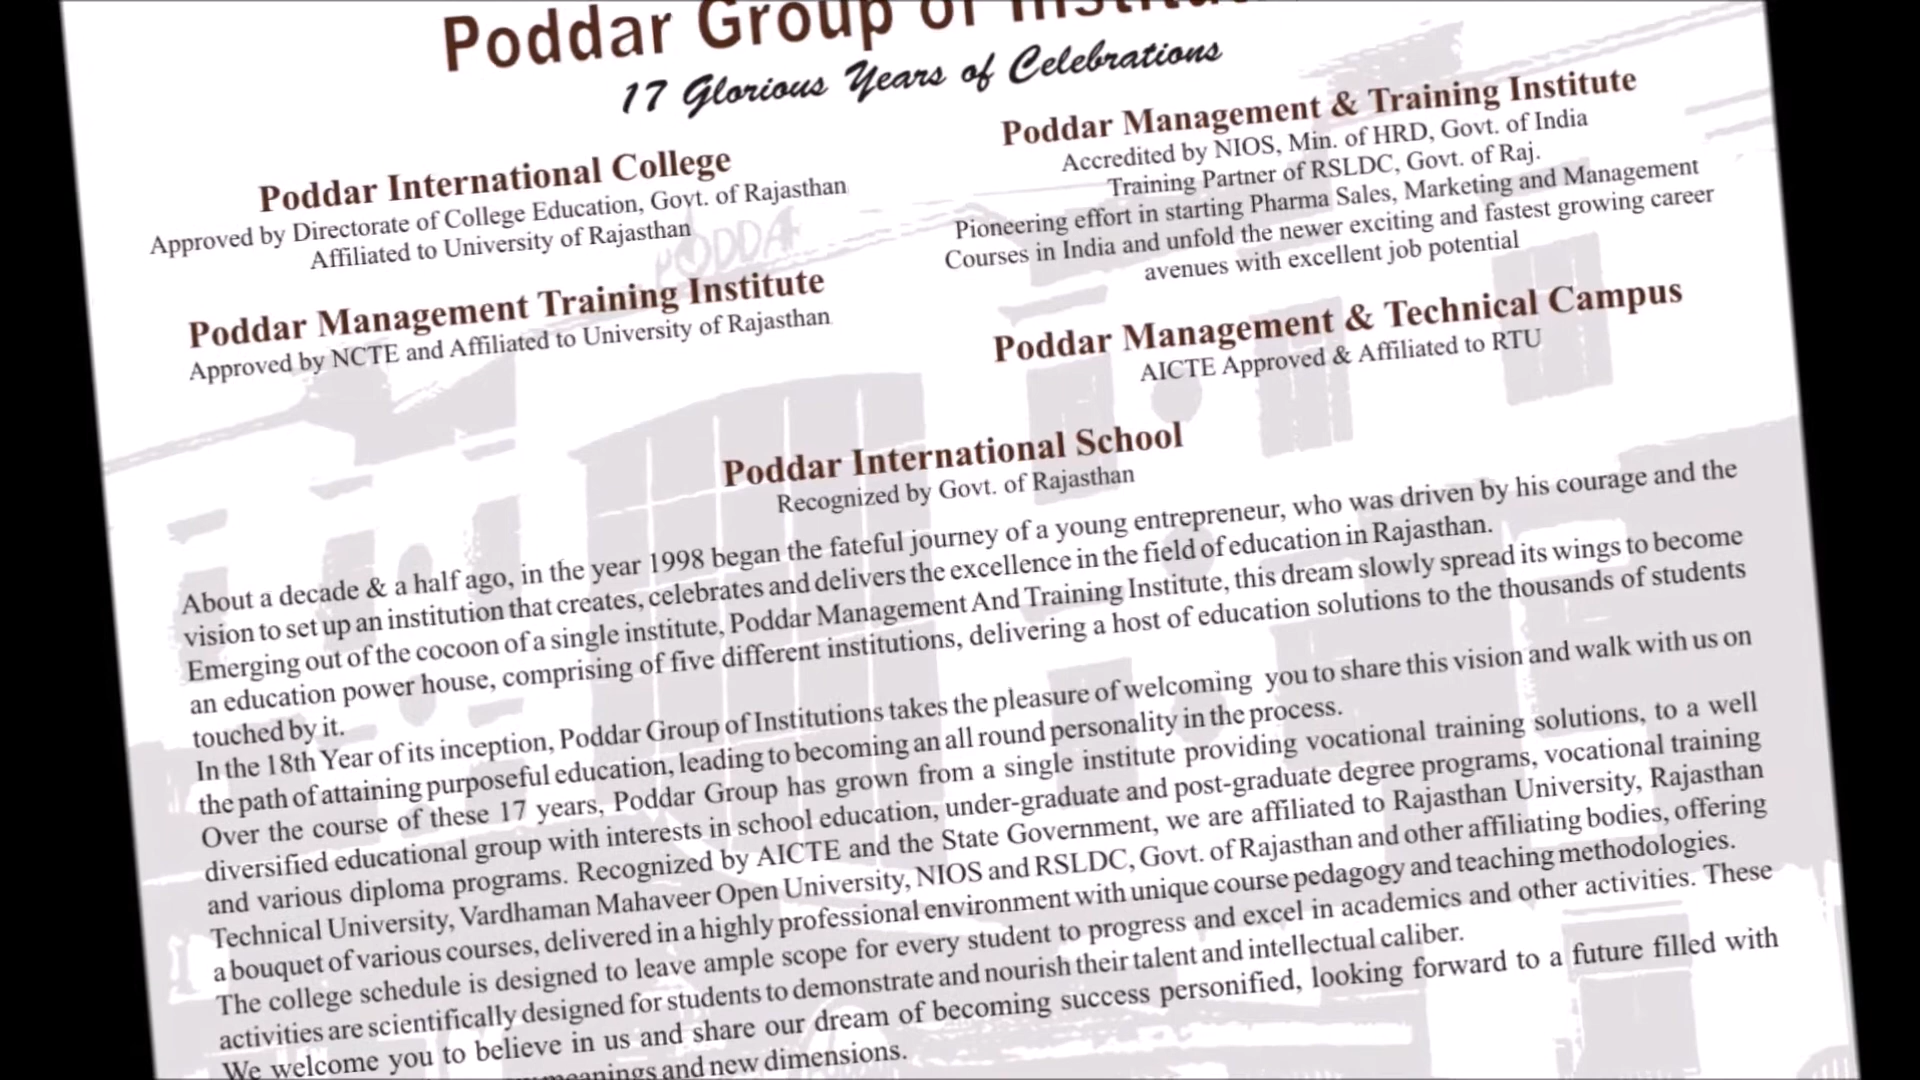 Poddar Group of
17 Glorious Years of Celebrations
Poddar International College
Approved by Directorate of College Education, Govt. of Rajasthan
Affiliated to University of Rajasthan
Poddar Management Training Institute
Approved by NCTE and Affiliated to University of Rajasthan
Poddar Management & Training Institute
Accredited by NIOS, Min. of HRD, Govt. of India
Training Partner of RSLDC, Govt. of Raj.
Pioneering effort in starting Pharma Sales, Marketing and Management
Courses in India and unfold the newer exciting and fastest growing career
avenues with excellent job potential
Poddar Management & Technical Campus
AICTE Approved & Affiliated to RTU
Poddar International School
Recognized by Govt. of Rajasthan
About a decade & a half ago, in the year 1998 began the fateful journey of a young entrepreneur, who was driven by his courage and the
vision to set up an institution that creates, celebrates and delivers the excellence in the field of education in Rajasthan.
Emerging out of the cocoon of a single institute, Poddar Management And Training Institute, this dream slowly spread its wings to become
an education power house, comprising of five different institutions, delivering a host of education solutions to the thousands of students
touched by it.
In the 18th Year of its inception, Poddar Group of Institutions takes the pleasure of welcoming you to share this vision and walk with us on
the path of attaining purposeful education, leading to becoming an all round personality in the process.
Over the course of these 17 years, Poddar Group has grown from a single institute providing vocational training solutions, to a well
diversified educational group with interests in school education, under-graduate and post-graduate degree programs, vocational training
and various diploma programs. Recognized by AICTE and the State Government, we are affiliated to Rajasthan University, Rajasthan
Technical University, Vardhaman Mahaveer Open University, NIOS and RSLDC, Govt. of Rajasthan and other affiliating bodies, offering
a bouquet of various courses, delivered in a highly professional environment with unique course pedagogy and teaching methodologies.
The college schedule is designed to leave ample scope for every student to progress and excel in academics and other activities. These
activities are scientifically designed for students to demonstrate and nourish their talent and intellectual caliber.
We welcome you to believe in us and share our dream of becoming success personified, looking forward to a future filled with
meanings and new dimensions.